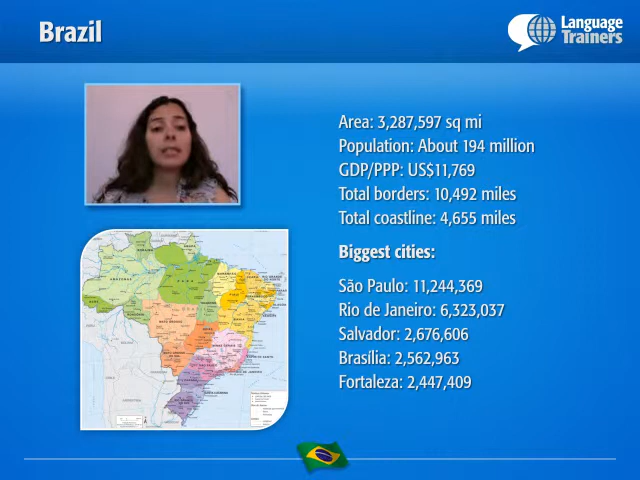 Brazil
Language
Trainers
Area: 3,287,597 sq mi
Population: About 194 million
GDP/PPP: US$11,769
Total borders: 10,492 miles
Total coastline: 4,655 miles
Biggest cities:
São Paulo: 11,244,369
Rio de Janeiro: 6,323,037
Salvador: 2,676,606
Brasília: 2,562,963
Fortaleza: 2,447,409